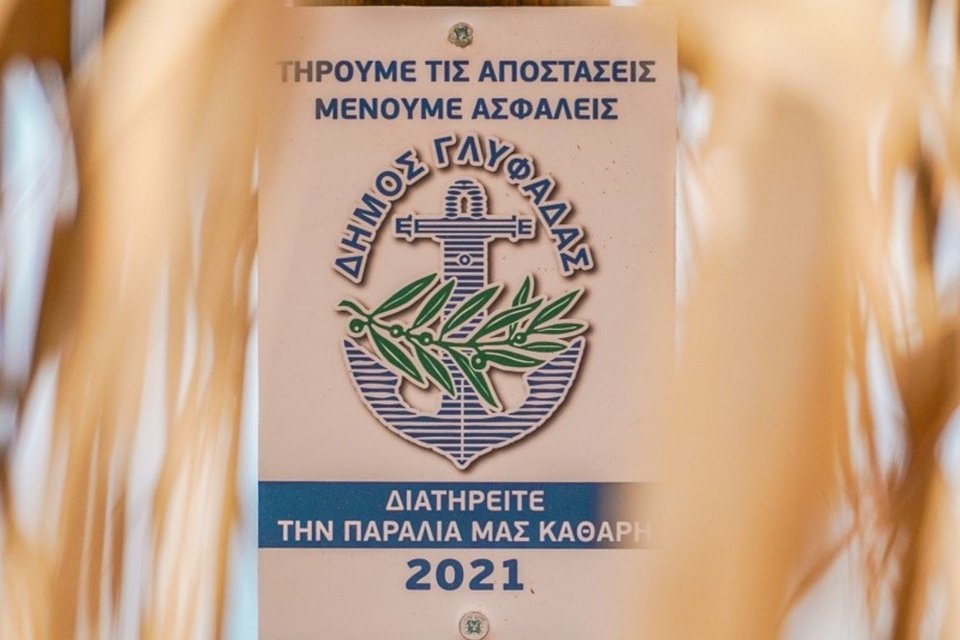 ΤΗΡΟΥΜΕ ΤΙΣ ΑΠΟΣΤΑΣΕΙΣ
ΜΕΝΟΥΜΕ ΑΣΦΑΛΕΙΣ
ΔΗΜΟΣ ΓΛΥΦΑΔΑΣ
ΔΙΑΤΗΡΕΙΤΕ
ΤΗΝ ΠΑΡΑΛΙΑ ΜΑΣ ΚΑΘΑΡΗ
2021